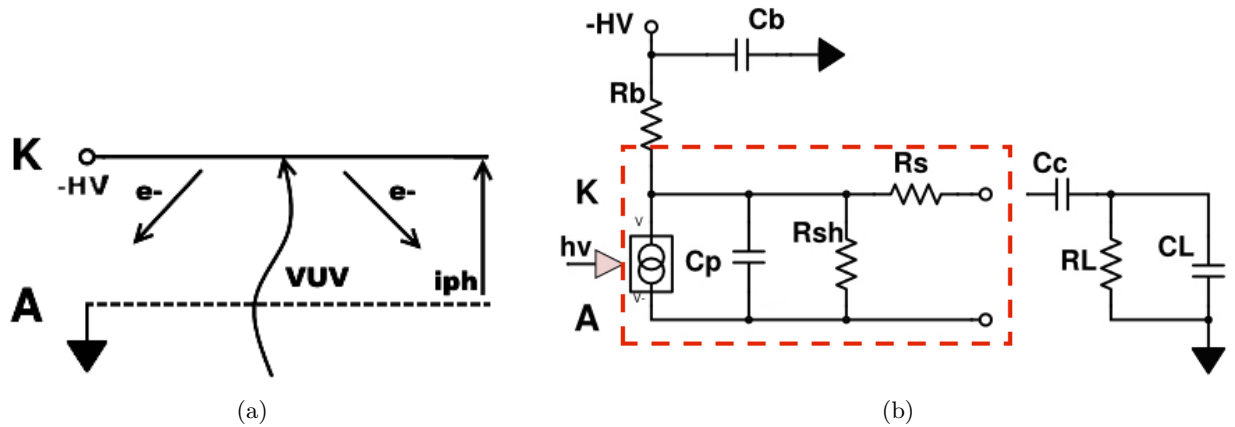 K
-HV
e-
e-
VUV
iph
A
(a)
-HV
Cb
Rb
K
Rs
Cc
V
hv
Cp
Rsh
RL
CL
V-
A
(b)